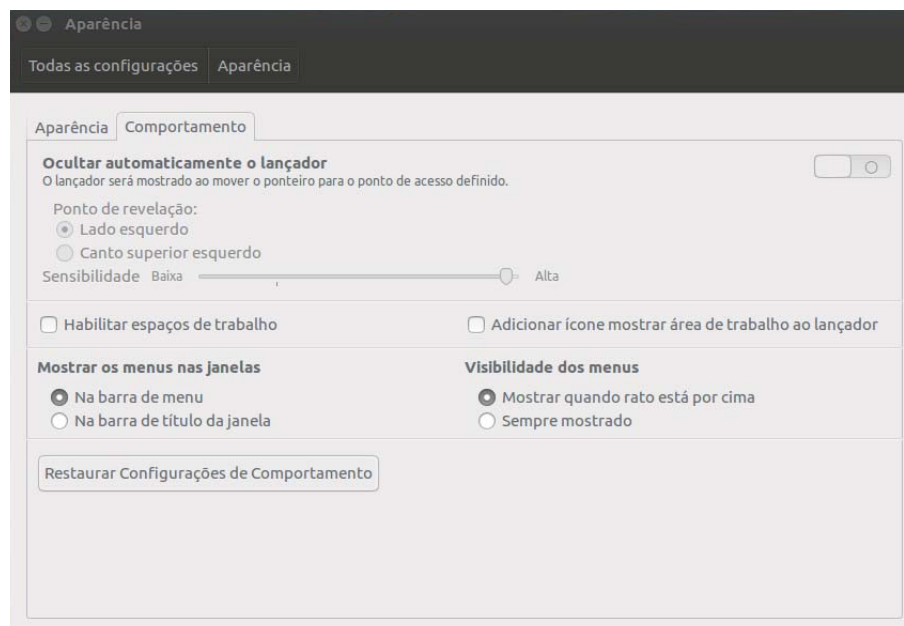 Aparência
Todas as configurações Aparência
Aparência Comportamento
Ocultar automaticamente o lançador
O lançador será mostrado ao mover o ponteiro para o ponto de acesso definido.
Ponto de revelação:
Lado esquerdo
Canto superior esquerdo
Sensibilidade Baixa Alta
Habilitar espaços de trabalho Adicionar ícone mostrar área de trabalho ao lançador
Mostrar os menus nas janelas Visibilidade dos menus
Na barra de menu Mostrar quando rato está por cima
Na barra de título da janela Sempre mostrado
Restaurar Configurações de Comportamento